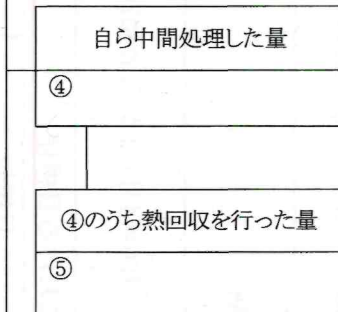 自ら中間処理した量
④
④のうち熱回収を行った量
⑤